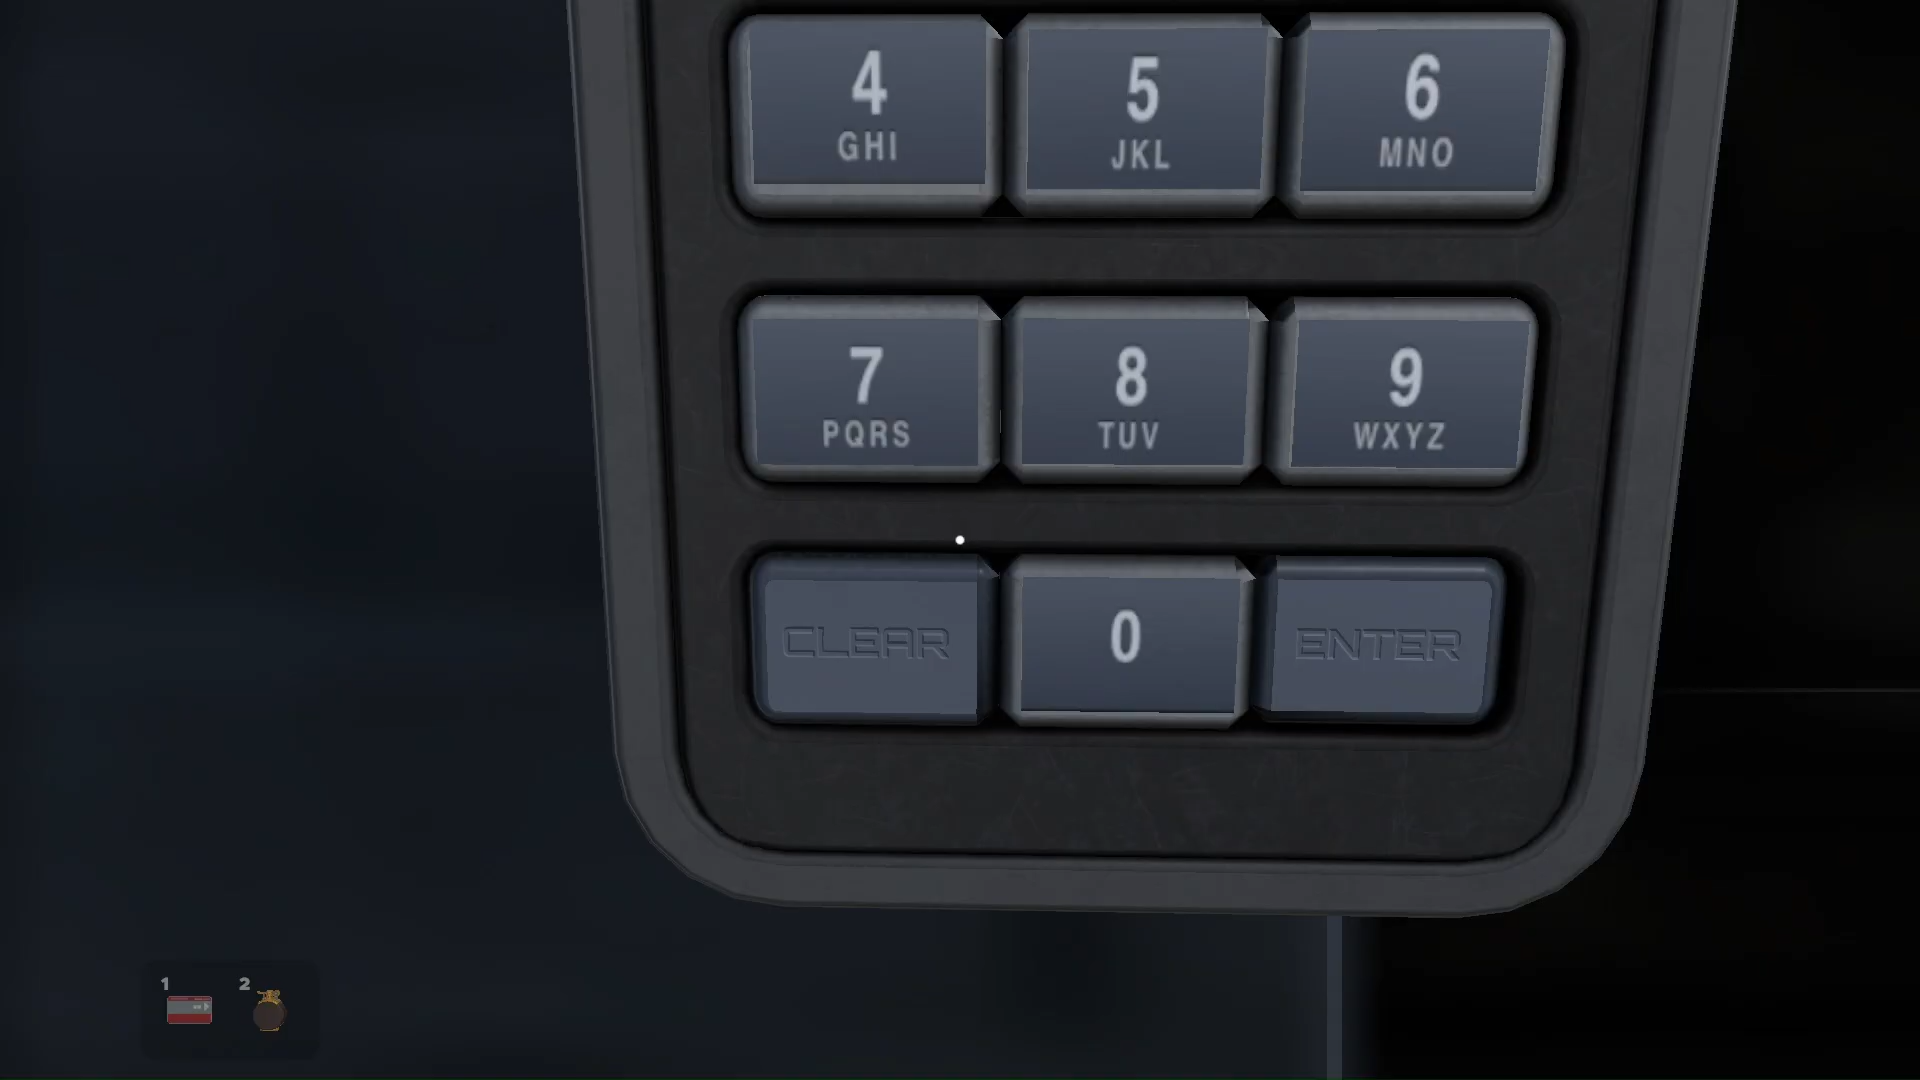 4 5 6
GHI JKL MNO
7 8 9
PQRS TUV WXYZ
CLEAR 0 ENTER
1 2